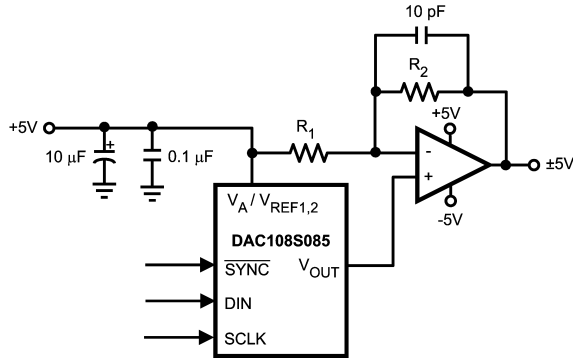 10 pF
R2
+5V
R1
+5V
10 µF
+
0.1 µF
-
+
±5V
-5V
VA / VREF1,2
DAC108S085
SYNC
VOUT
DIN
SCLK